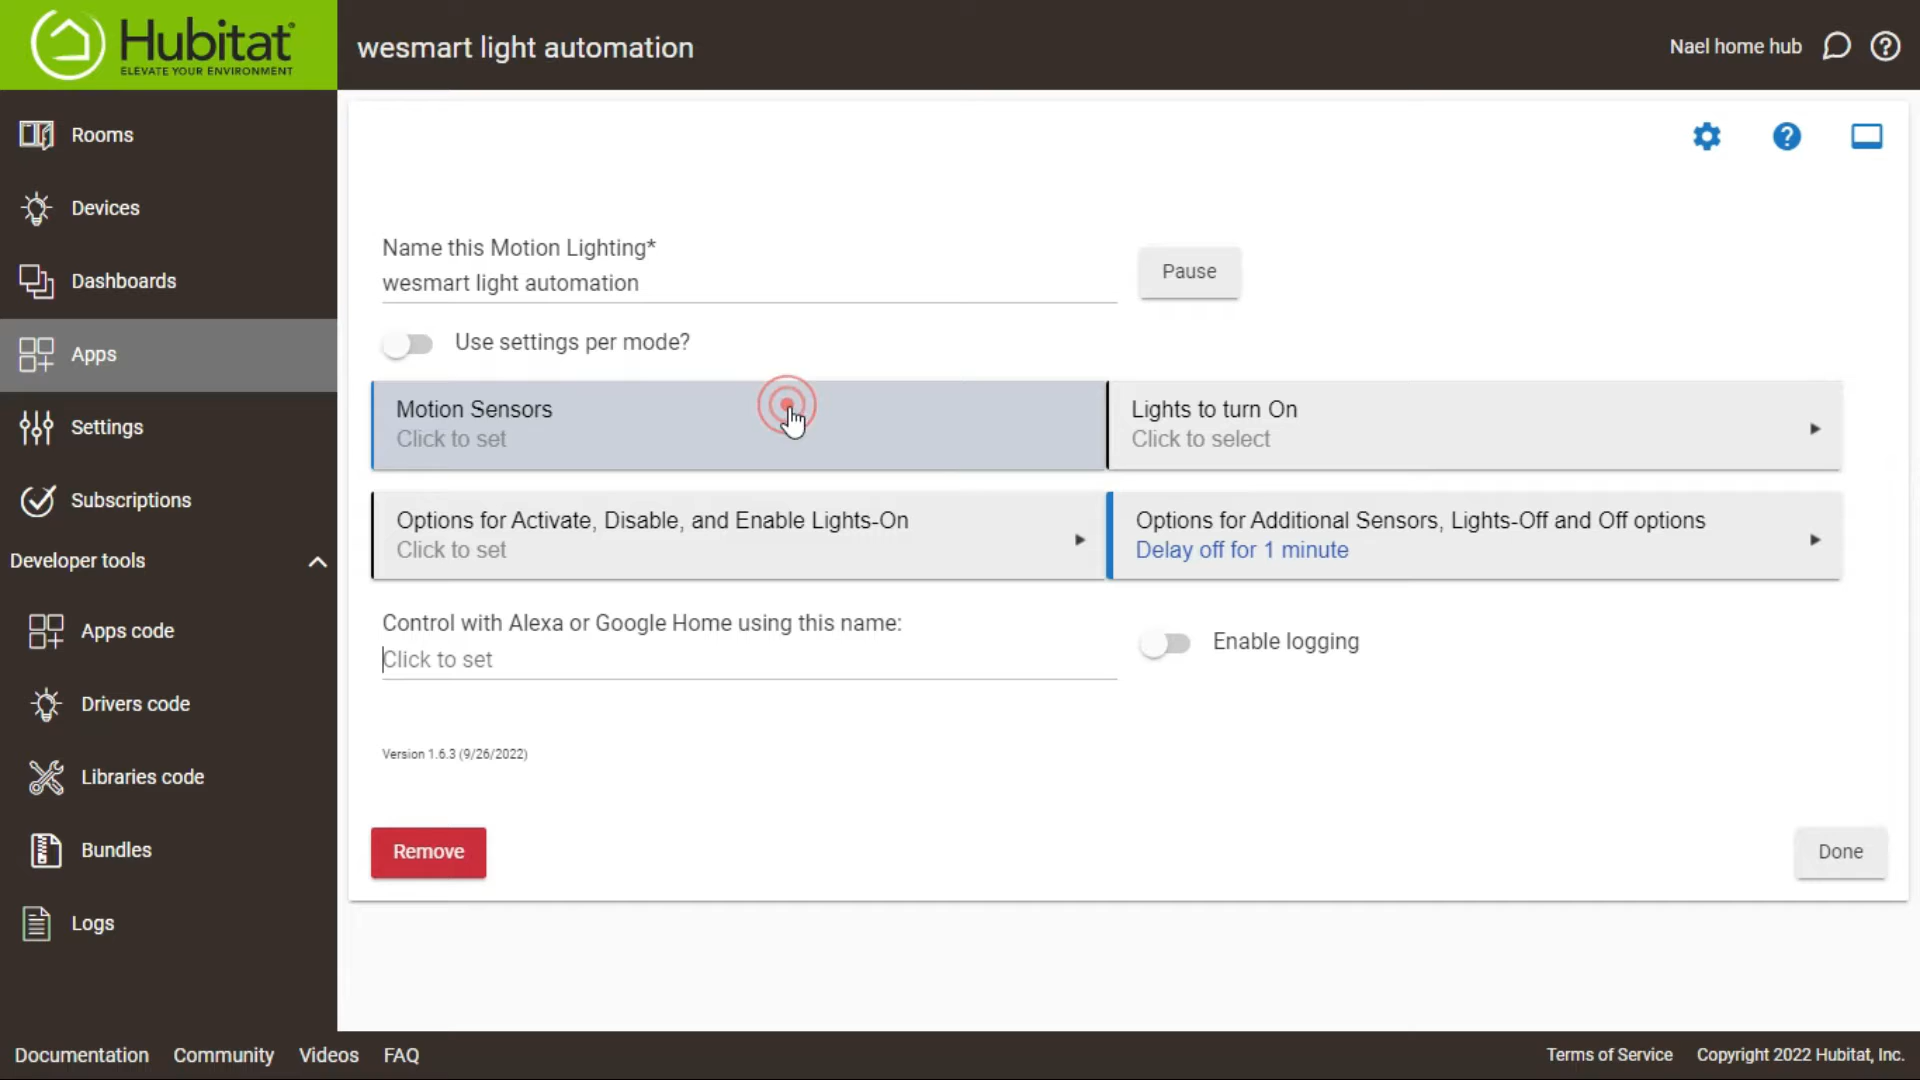 Hubitat®
ELEVATE YOUR ENVIRONMENT
wesmart light automation
Nael home hub
Rooms
Devices
Dashboards
Apps
Settings
Subscriptions
Developer tools
Apps code
Drivers code
Libraries code
Bundles
Logs
Name this Motion Lighting*
wesmart light automation
Pause
Use settings per mode?
Motion Sensors
Click to set
Lights to turn On
Click to select
Options for Activate, Disable, and Enable Lights-On
Click to set
Options for Additional Sensors, Lights-Off and Off options
Delay off for 1 minute
Control with Alexa or Google Home using this name:
Click to set
Enable logging
Version 1.6.3 (9/26/2022)
Remove
Done
Documentation
Community
Videos
FAQ
Terms of Service
Copyright 2022 Hubitat, Inc.